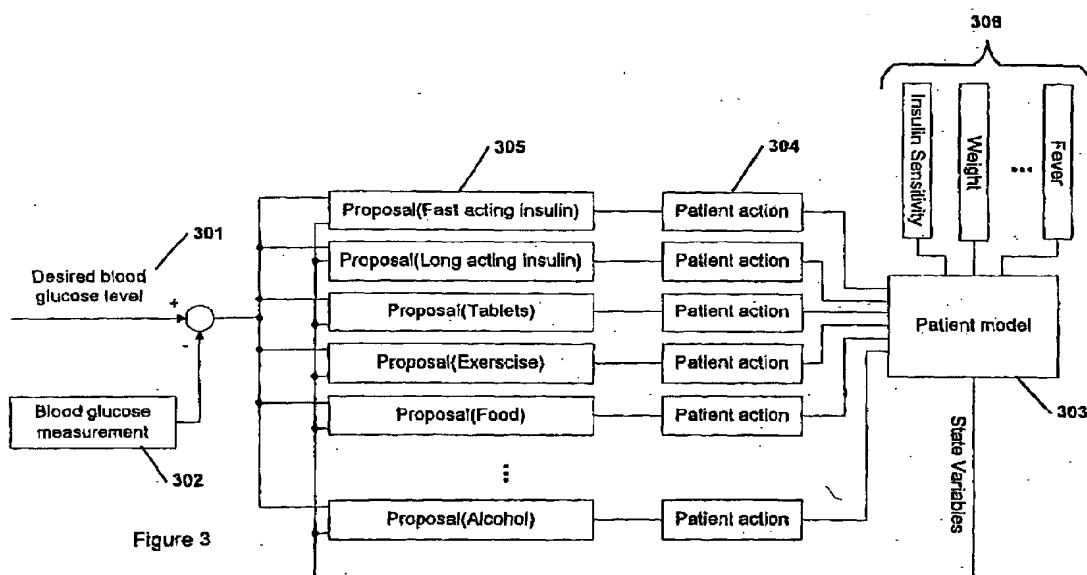 306
Insulin Sensitivity
Weight
...
Fever
305
304
301
Desired blood
glucose level
+
-
Proposal(Fast acting insulin)
Patient action
Proposal(Long acting insulin)
Patient action
Proposal(Tablets)
Patient action
Proposal(Exerscise)
Patient action
Proposal(Food)
Patient action
...
Proposal(Alcohol)
Patient action
Patient model
303
Blood glucose
measurement
302
State Variables
Figure 3